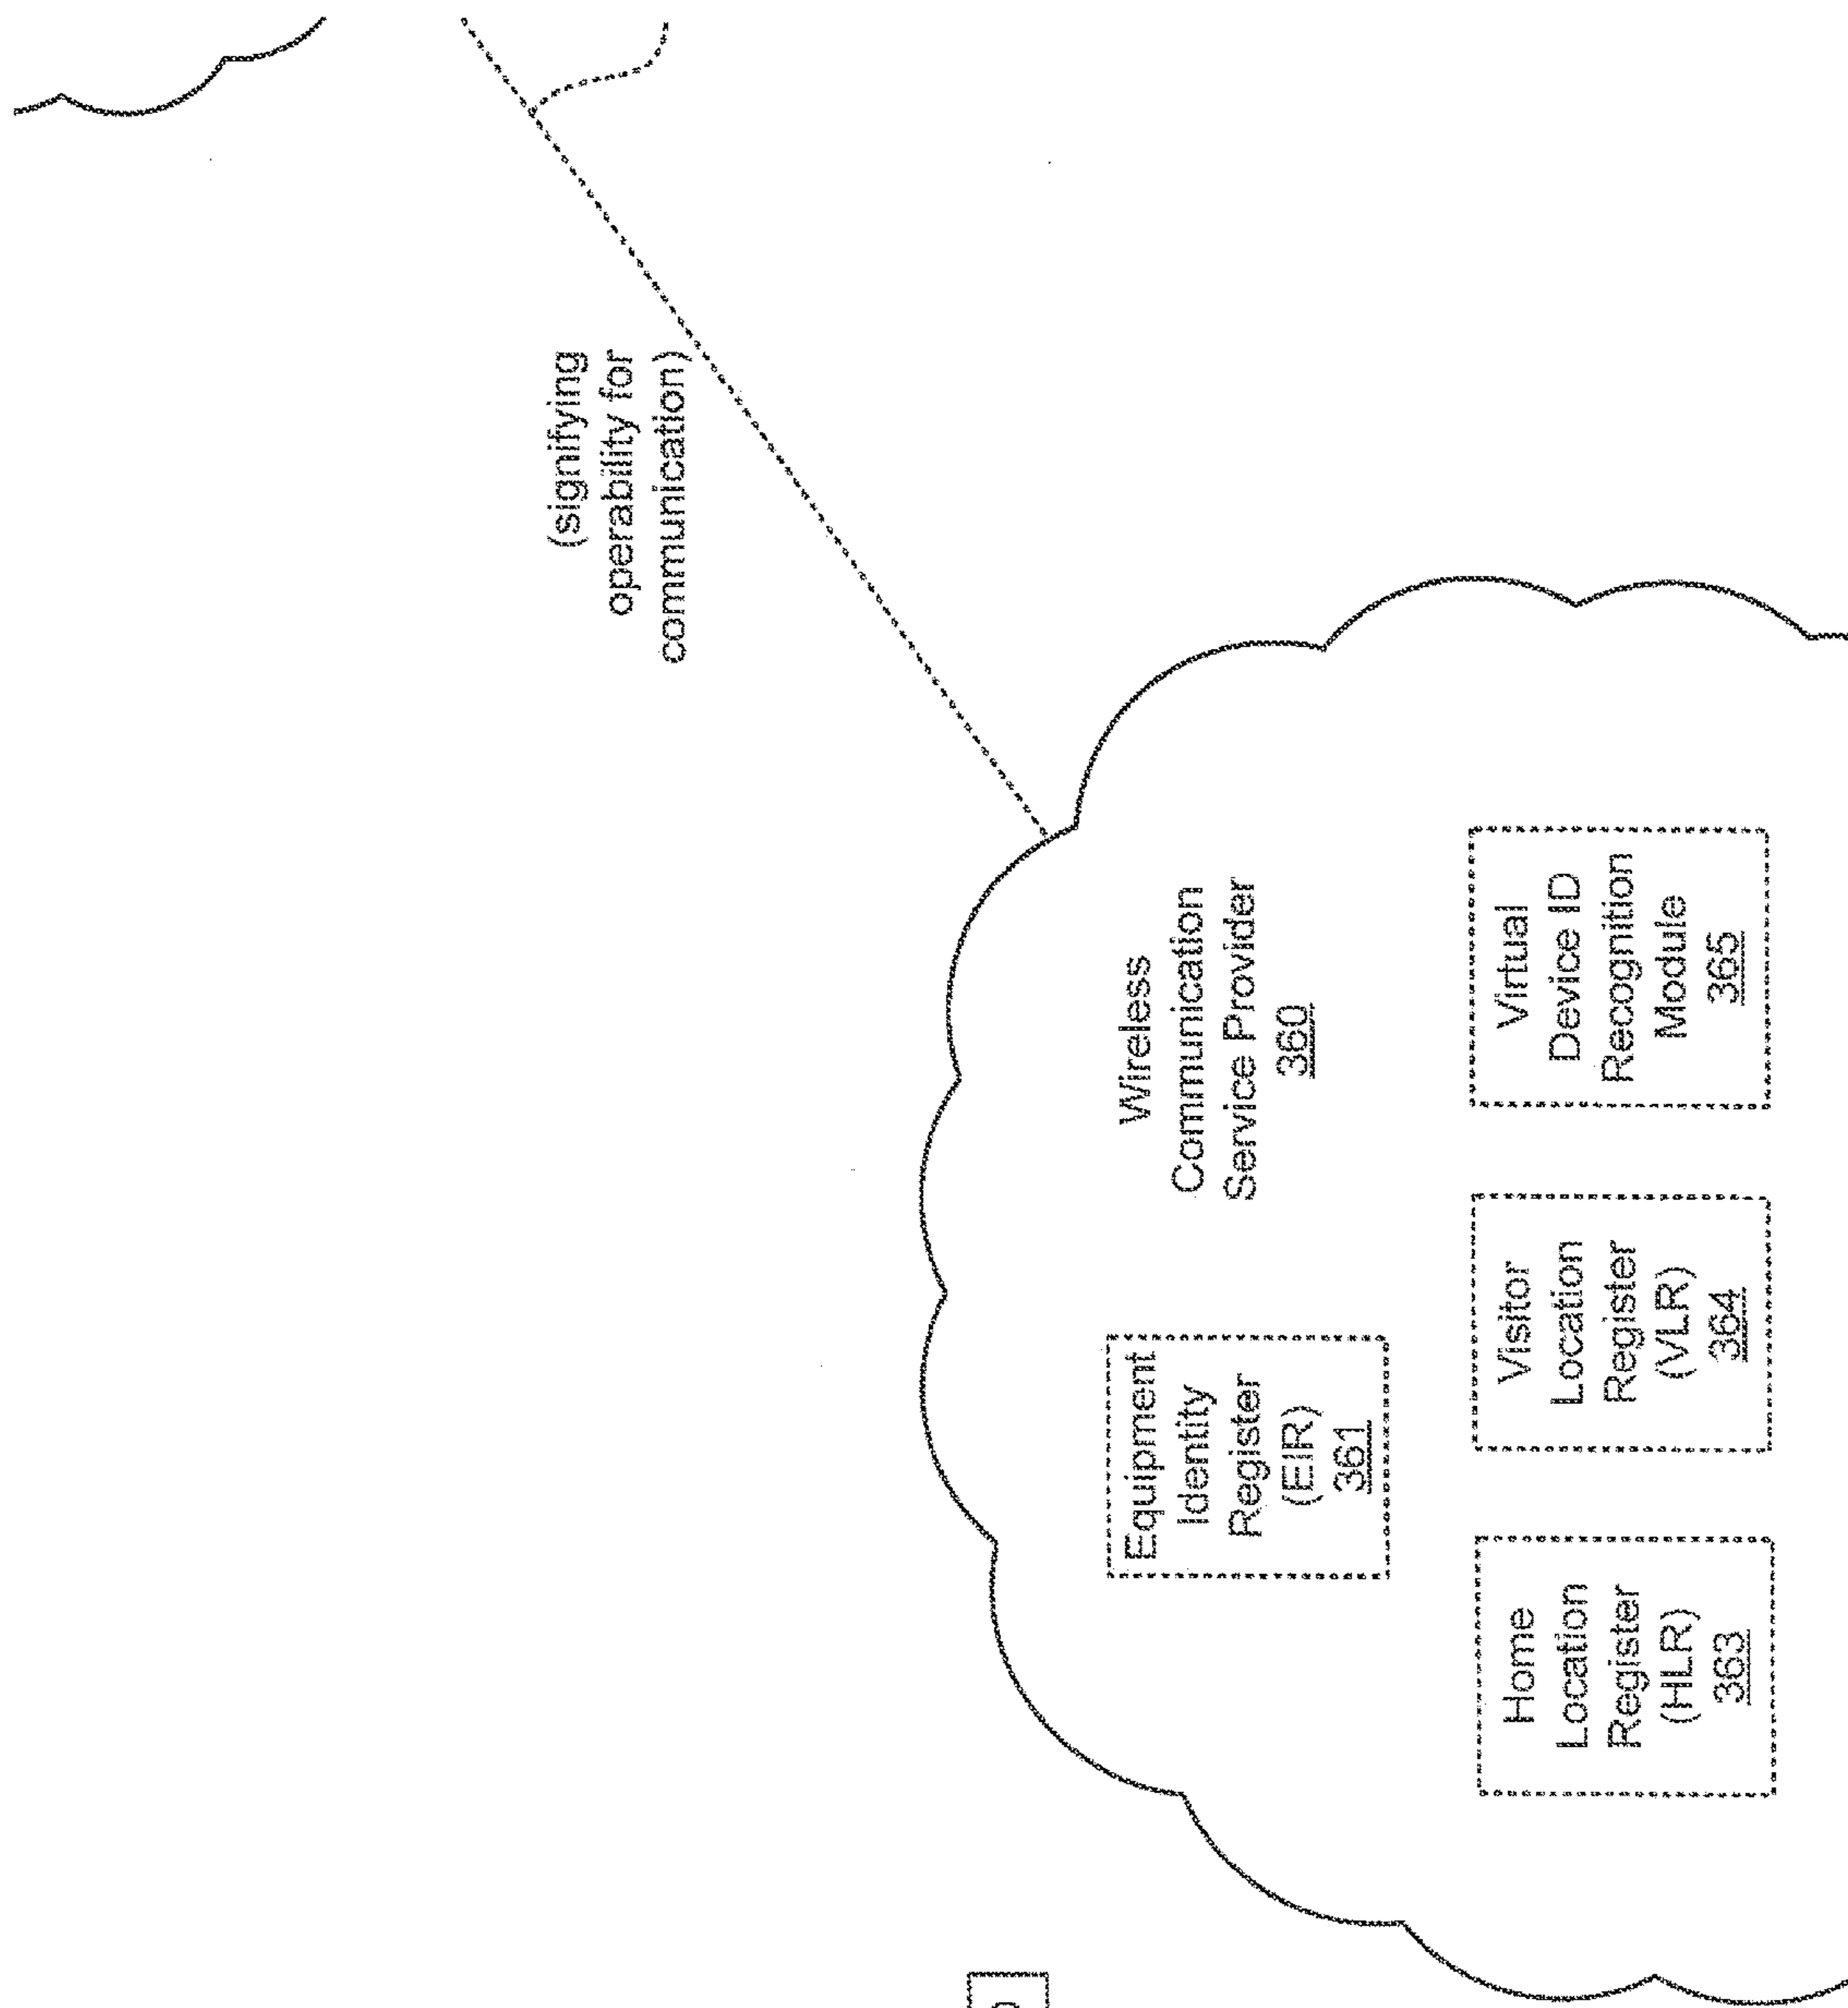 (signifying
operability for
communication)
Wireless
Communication
Service Provider
360
Equipment
Identity
Register
(EIR)
361
Home
Location
Register
(HLR)
363
Visitor
Location
Register
(VLR)
364
Virtual
Device ID
Recognition
Module
365